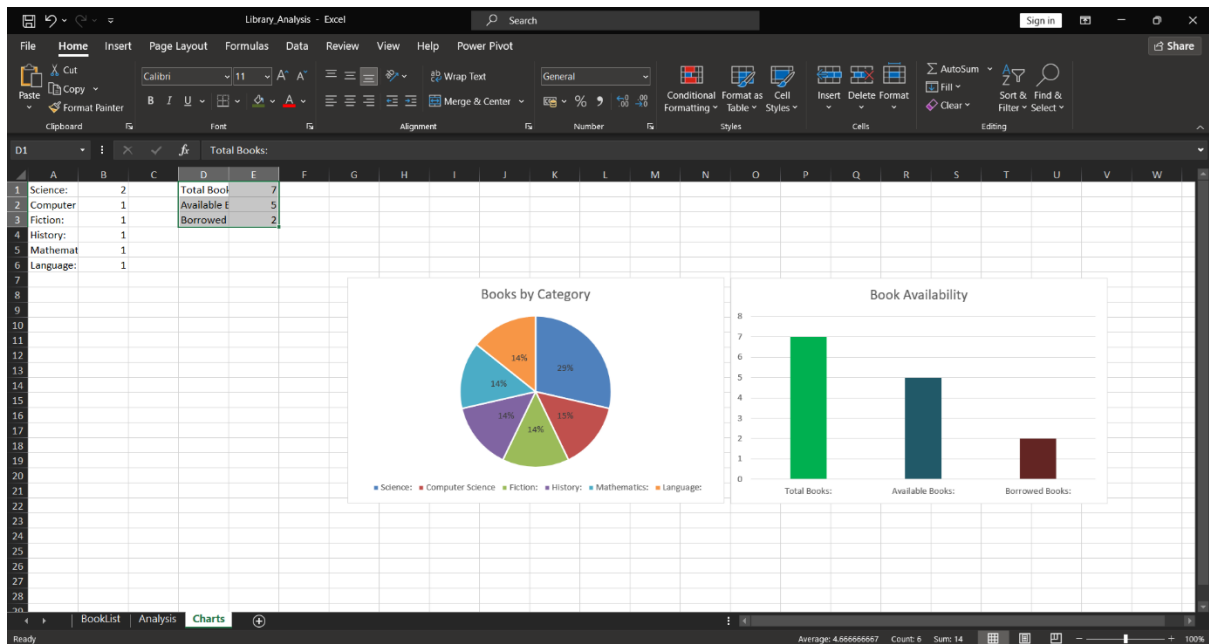 Library_Analysis - Excel
Search
Sign in
File Home Insert Page Layout Formulas Data Review View Help Power Pivot
Share
Paste
Cut
Copy
Format Painter
Clipboard
Calibri 11
B I U
Font
Wrap Text
Merge & Center
Alignment
General
Number
Conditional Formatting
Format as Table
Cell Styles
Styles
Insert Delete Format
Cells
AutoSum
Fill
Clear
Sort & Filter
Find & Select
Editing
D1
fx Total Books:
A B C D E F G H I J K L M N O P Q R S T U V W
1 Science: 2 Total Book 7
2 Computer 1 Available B 5
3 Fiction: 1 Borrowed 2
4 History: 1
5 Mathemat 1
6 Language: 1
7
8
9
10
11
12
13
14
15
16
17
18
19
20
21
22
23
24
25
26
27
28
29
Books by Category
29%
15%
14%
14%
14%
14%
Science: Computer Science Fiction: History: Mathematics: Language:
Book Availability
8
7
6
5
4
3
2
1
0
Total Books: Available Books: Borrowed Books:
BookList Analysis Charts
Ready
Average: 4.666666667 Count: 6 Sum: 14
100%